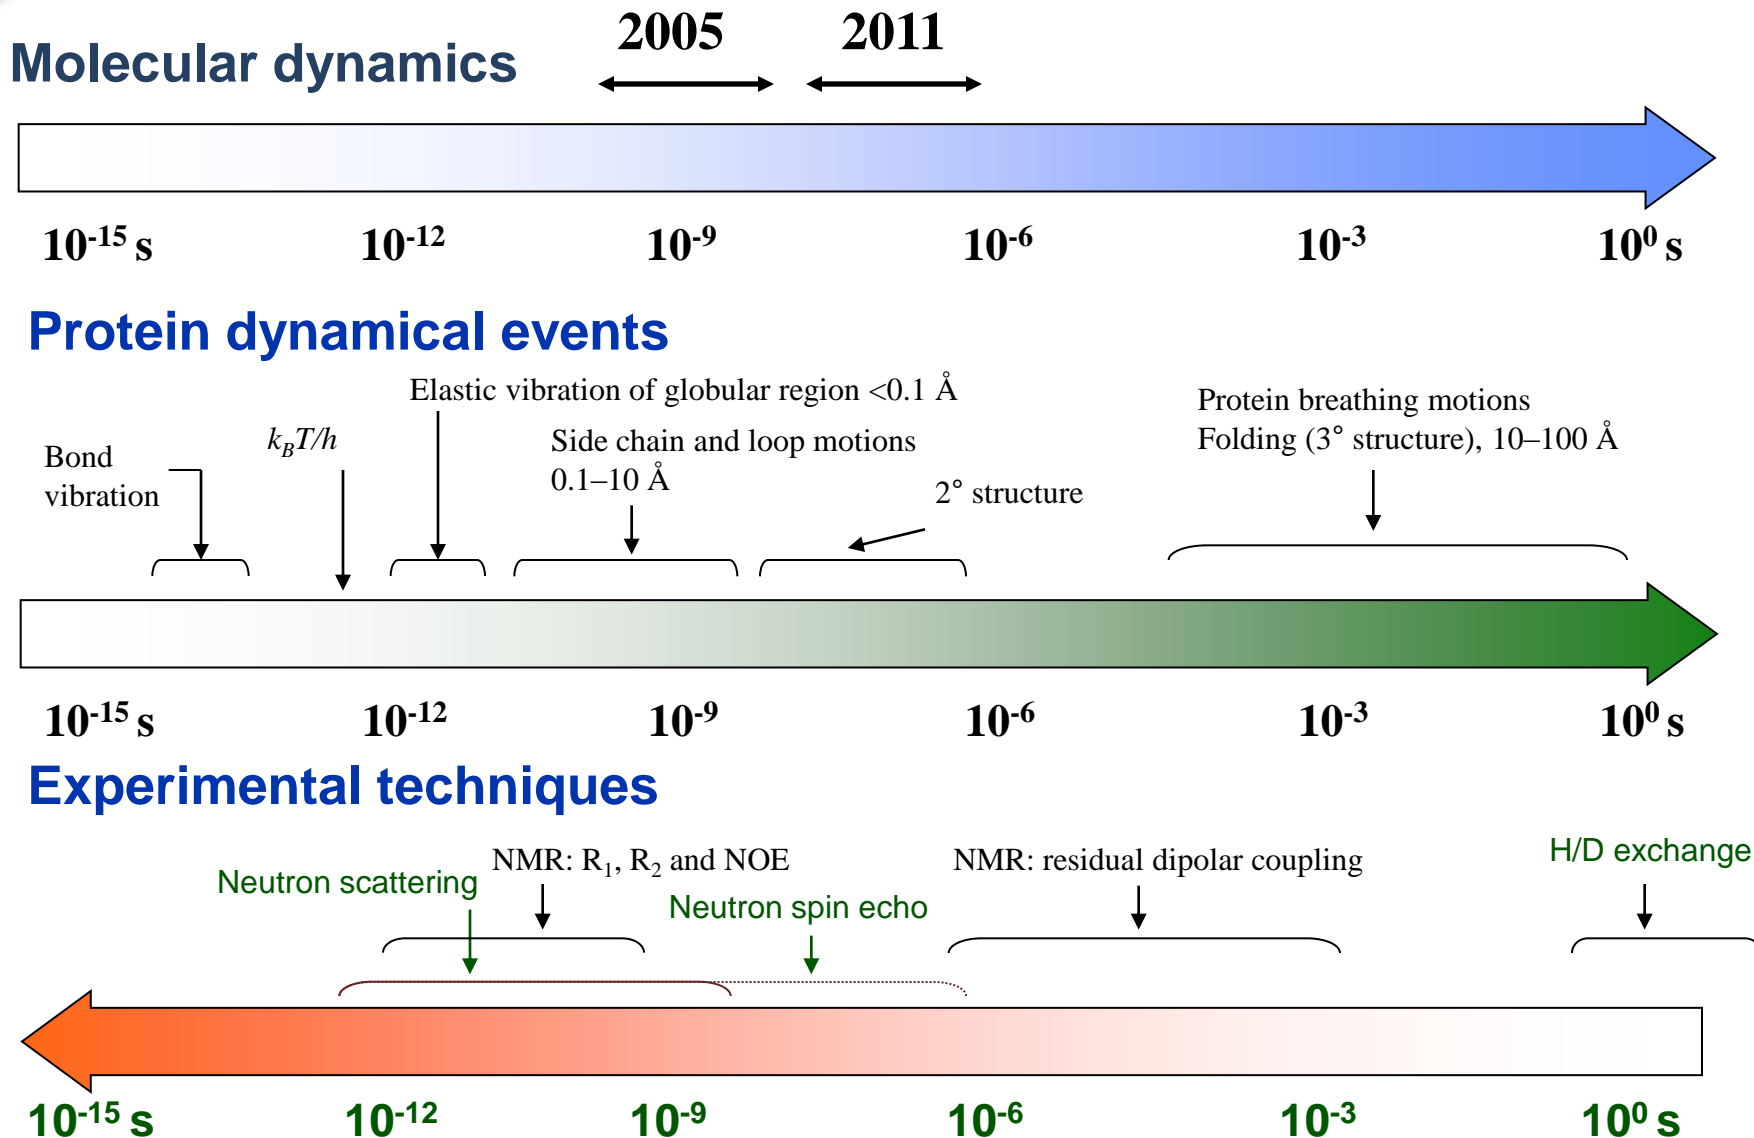 2005 2011
Molecular dynamics
10⁻¹⁵ s 10⁻¹² 10⁻⁹ 10⁻⁶ 10⁻³ 10⁰ s
Protein dynamical events
Bond
vibration
k_BT/h
Elastic vibration of globular region <0.1 Å
Side chain and loop motions
0.1–10 Å
2° structure
Protein breathing motions
Folding (3° structure), 10–100 Å
10⁻¹⁵ s 10⁻¹² 10⁻⁹ 10⁻⁶ 10⁻³ 10⁰ s
Experimental techniques
Neutron scattering
NMR: R₁, R₂ and NOE
Neutron spin echo
NMR: residual dipolar coupling
H/D exchange
10⁻¹⁵ s 10⁻¹² 10⁻⁹ 10⁻⁶ 10⁻³ 10⁰ s